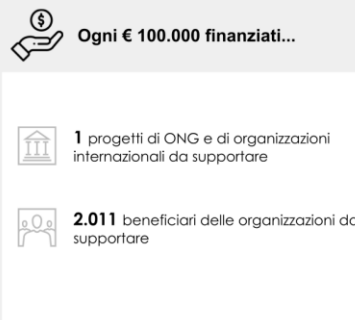 Ogni € 100.000 finanziati...
1 progetti di ONG e di organizzazioni
internazionali da supportare
2.011 beneficiari delle organizzazioni da
supportare